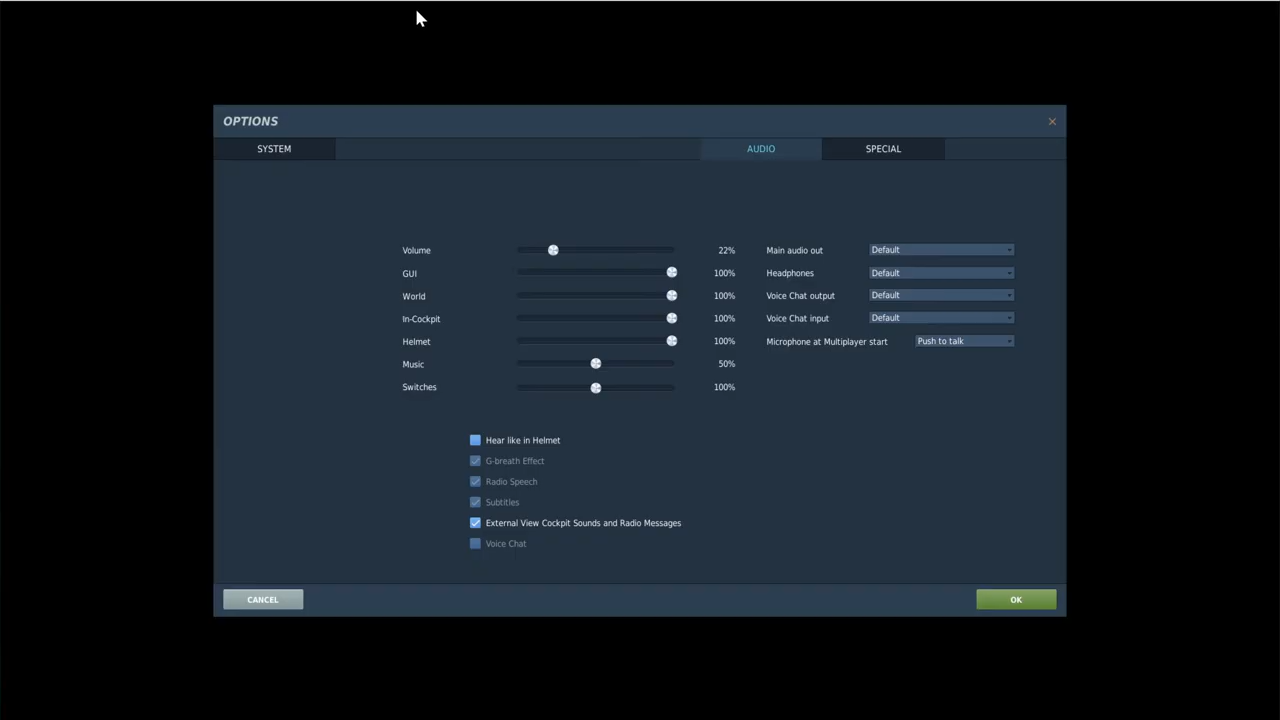 OPTIONS
SYSTEM AUDIO SPECIAL
Volume 22% Main audio out Default
GUI 100% Headphones Default
World 100% Voice Chat output Default
In-Cockpit 100% Voice Chat input Default
Helmet 100% Microphone at Multiplayer start Push to talk
Music 50%
Switches 100%
Hear like in Helmet
G-breath Effect
Radio Speech
Subtitles
External View Cockpit Sounds and Radio Messages
Voice Chat
CANCEL OK